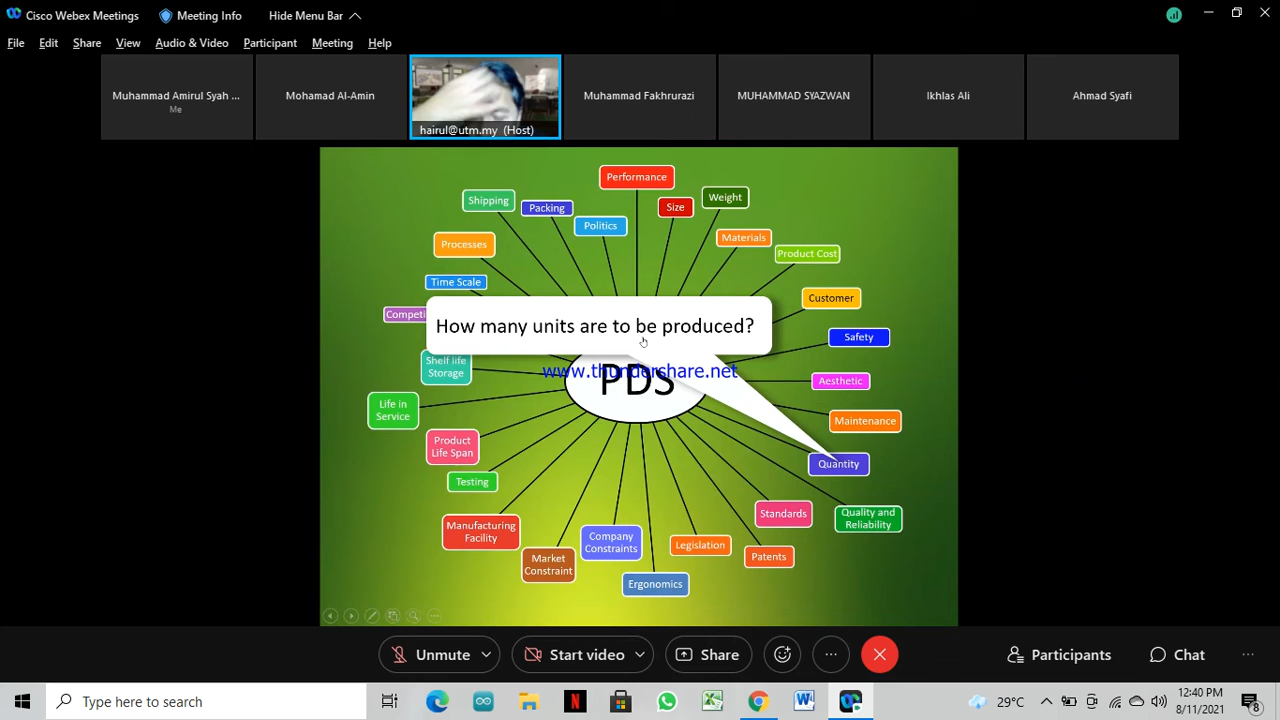 Cisco Webex Meetings
Meeting Info
Hide Menu Bar
File
Edit
Share
View
Audio & Video
Participant
Meeting
Help
Muhammad Amirul Syah ...
Me
Mohamad Al-Amin
hairul@utm.my (Host)
Muhammad Fakhrurazi
MUHAMMAD SYAZWAN
Ikhlas Ali
Ahmad Syafi
Performance
Shipping
Packing
Politics
Size
Weight
Processes
Materials
Product Cost
Time Scale
Customer
Competi
How many units are to be produced?
Safety
Shelf life
Storage
www.thundershare.net
PDS
Aesthetic
Life in
Service
Maintenance
Product
Life Span
Quantity
Testing
Standards
Quality and
Reliability
Manufacturing
Facility
Company
Constraints
Legislation
Patents
Market
Constraint
Ergonomics
Unmute
Start video
Share
Participants
Chat
Type here to search
29°C
12:40 PM
8/11/2021
8